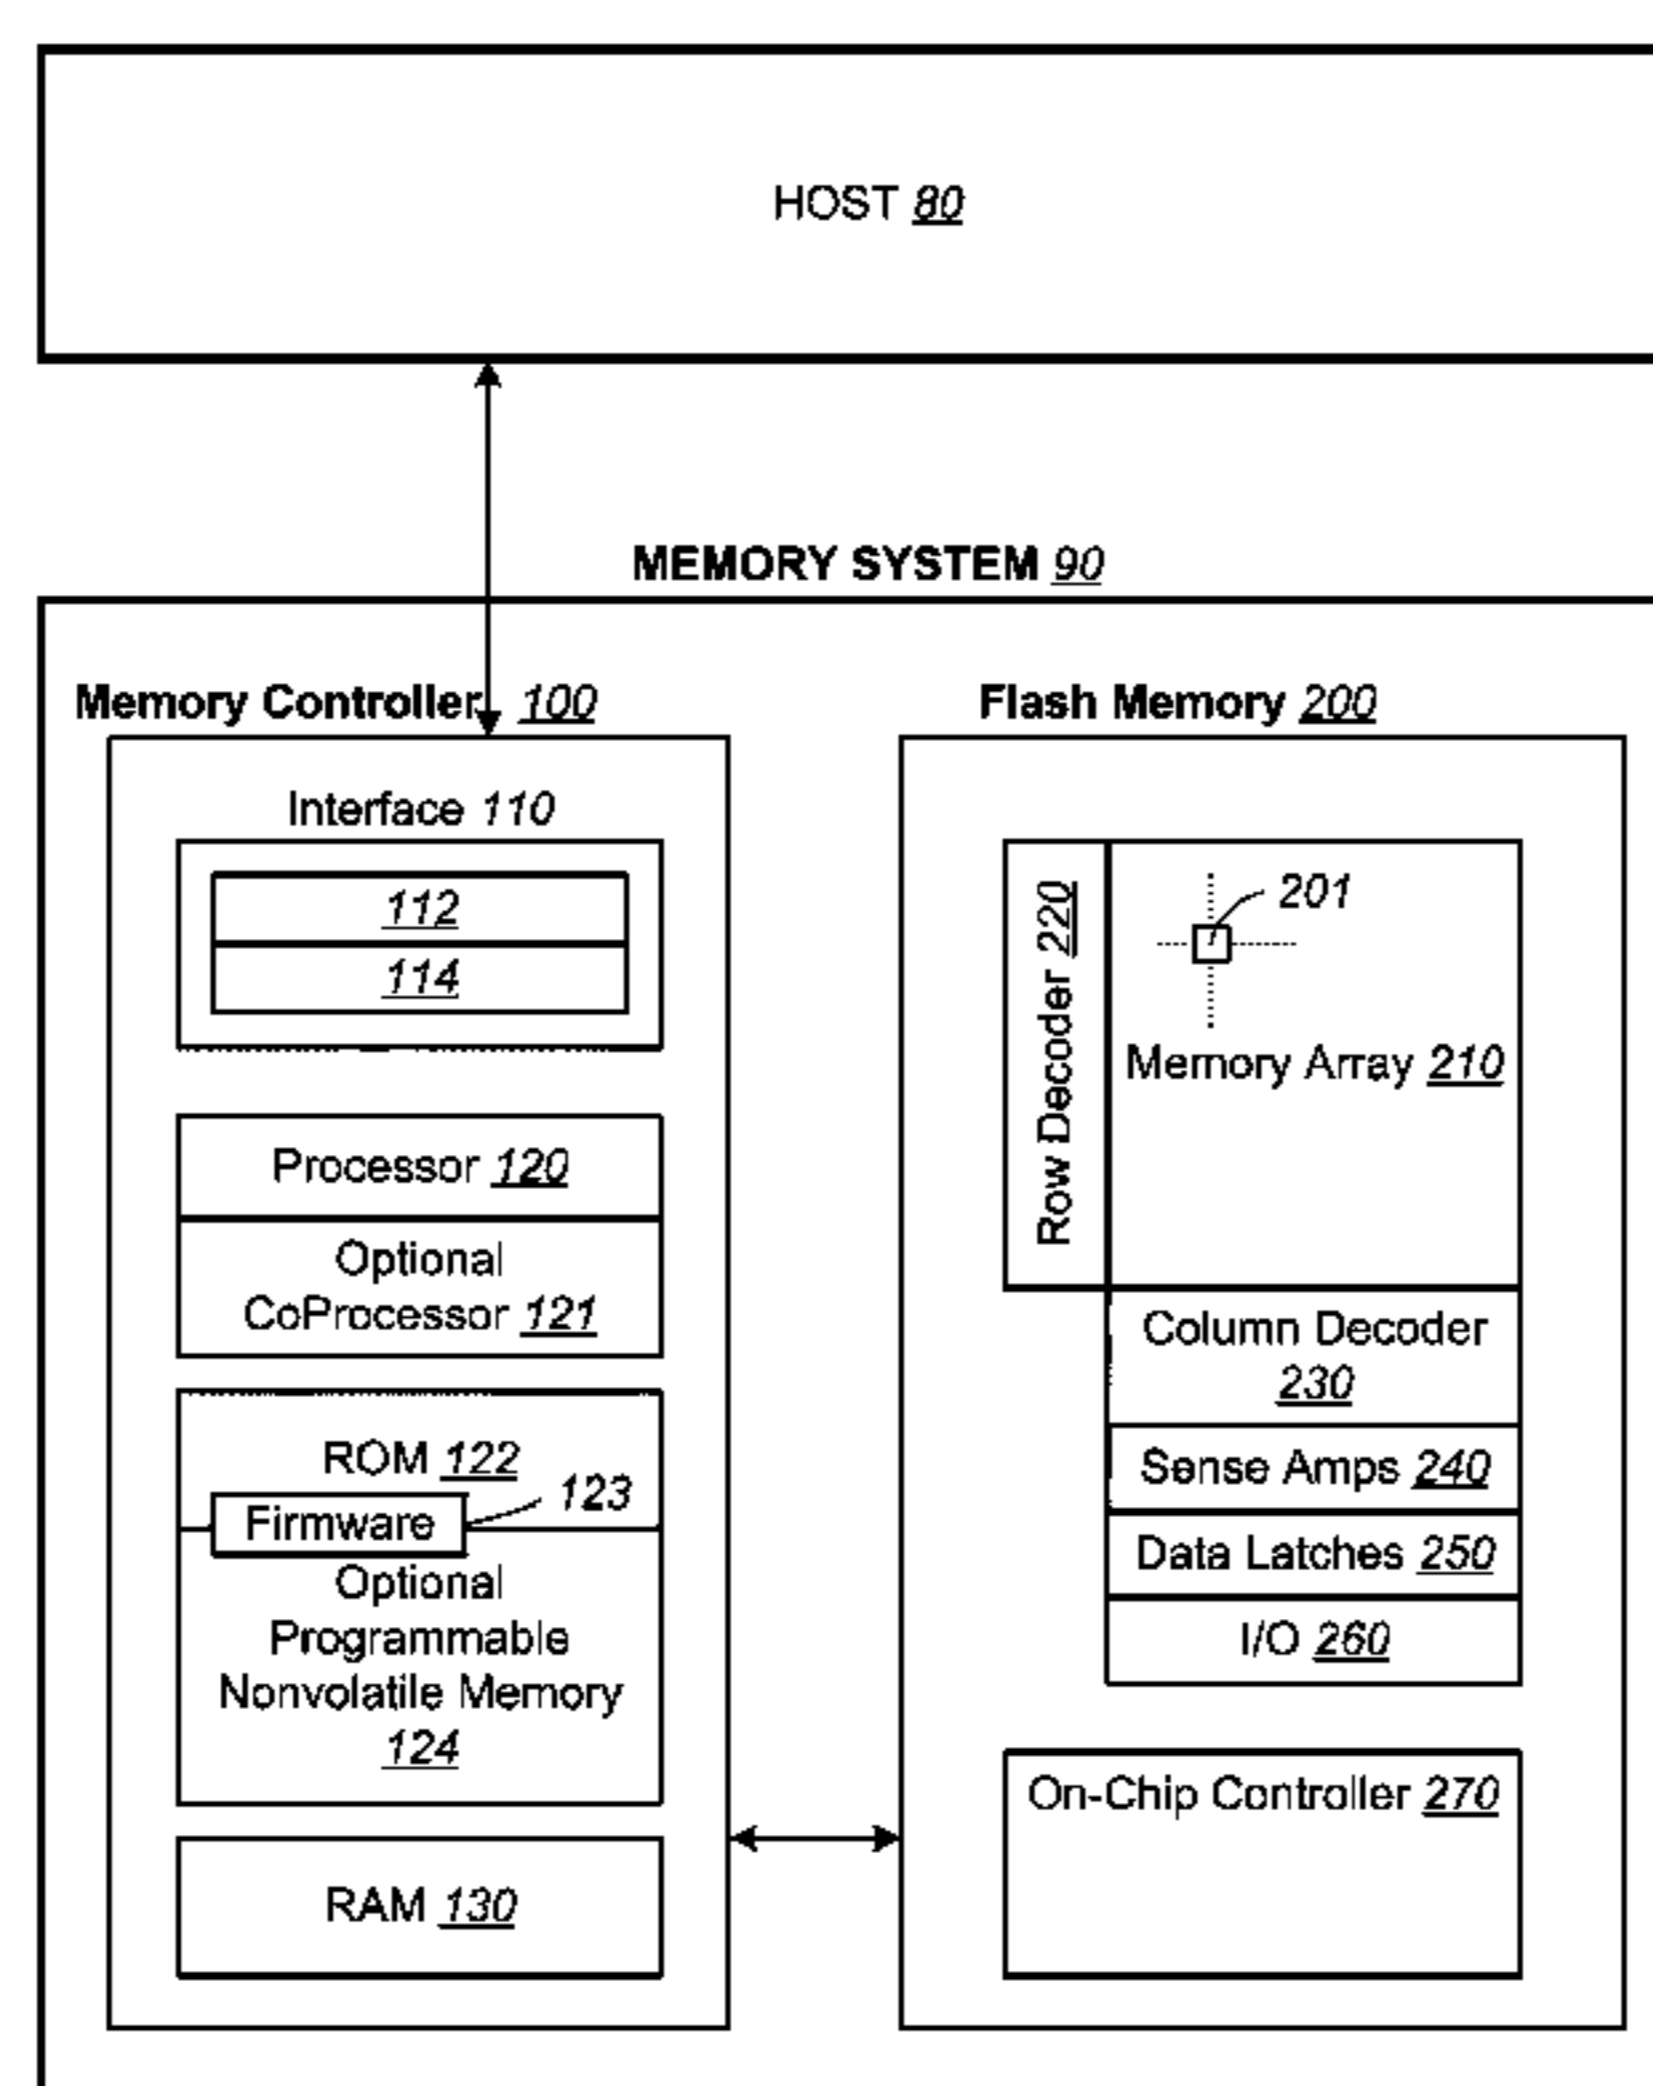 HOST 80
MEMORY SYSTEM 90
Memory Controller 100
Interface 110
112
114
Processor 120
Optional
CoProcessor 121
ROM 122
Firmware
123
Optional
Programmable
Nonvolatile Memory
124
RAM 130
Flash Memory 200
Row Decoder 220
201
Memory Array 210
Column Decoder
230
Sense Amps 240
Data Latches 250
I/O 260
On-Chip Controller 270